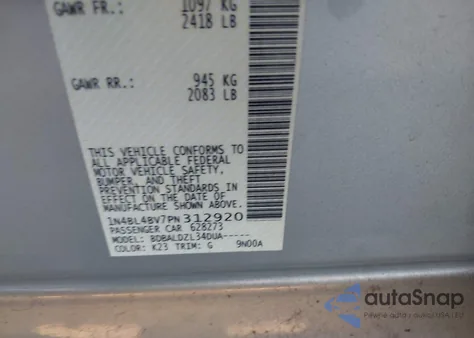 GAWR FR.: 1097 KG
2418 LB
GAWR RR.: 945 KG
2083 LB
THIS VEHICLE CONFORMS TO
ALL APPLICABLE FEDERAL
MOTOR VEHICLE SAFETY,
BUMPER, AND THEFT
PREVENTION STANDARDS IN
EFFECT ON THE DATE OF
MANUFACTURE SHOWN ABOVE.
1N4BL4BV7PN312920
PASSENGER CAR 628273
MODEL: BDBALDZL34DUA-----
COLOR: K23 TRIM: G 9N00A
autoSnap